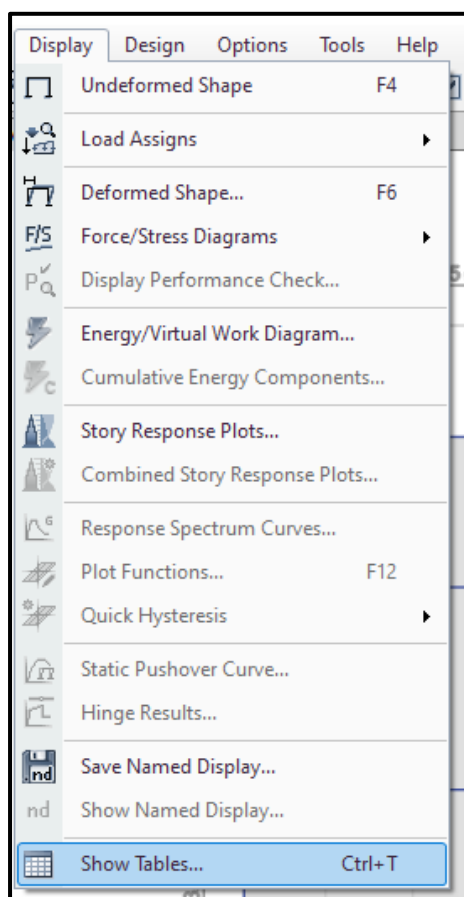 Display Design Options Tools Help
Undeformed Shape F4
Load Assigns
Deformed Shape... F6
F/S Force/Stress Diagrams
Display Performance Check...
Energy/Virtual Work Diagram...
Cumulative Energy Components...
Story Response Plots...
Combined Story Response Plots...
Response Spectrum Curves...
Plot Functions... F12
Quick Hysteresis
Static Pushover Curve...
Hinge Results...
.nd Save Named Display...
nd Show Named Display...
Show Tables... Ctrl+T